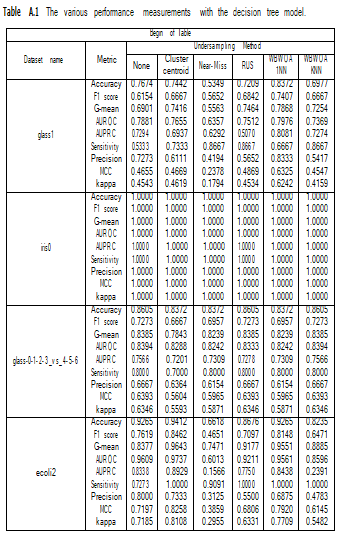 Table A.1 The various performance measurements with the decision tree model.
Begin of Table
Dataset name Metric Undersampling Method
None Cluster centroid Near-Miss RUS WBWOA 1NN WBWOA KNN
glass1
Accuracy 0.7674 0.7442 0.5349 0.7209 0.8372 0.6977
F1 score 0.6154 0.6667 0.5652 0.6842 0.7407 0.6667
G-mean 0.6901 0.7416 0.5563 0.7464 0.7868 0.7254
AUROC 0.7881 0.7655 0.6357 0.7512 0.7976 0.7369
AUPRC 0.7294 0.6937 0.6292 0.5070 0.8081 0.7274
Sensitivity 0.5333 0.7333 0.8667 0.8667 0.6667 0.8667
Precision 0.7273 0.6111 0.4194 0.5652 0.8333 0.5417
MCC 0.4655 0.4669 0.2378 0.4869 0.6325 0.4547
kappa 0.4543 0.4619 0.1794 0.4534 0.6242 0.4159
iris0
Accuracy 1.0000 1.0000 1.0000 1.0000 1.0000 1.0000
F1 score 1.0000 1.0000 1.0000 1.0000 1.0000 1.0000
G-mean 1.0000 1.0000 1.0000 1.0000 1.0000 1.0000
AUROC 1.0000 1.0000 1.0000 1.0000 1.0000 1.0000
AUPRC 1.0000 1.0000 1.0000 1.0000 1.0000 1.0000
Sensitivity 1.0000 1.0000 1.0000 1.0000 1.0000 1.0000
Precision 1.0000 1.0000 1.0000 1.0000 1.0000 1.0000
MCC 1.0000 1.0000 1.0000 1.0000 1.0000 1.0000
kappa 1.0000 1.0000 1.0000 1.0000 1.0000 1.0000
glass-0-1-2-3_vs_4-5-6
Accuracy 0.8605 0.8372 0.8372 0.8605 0.8372 0.8605
F1 score 0.7273 0.6667 0.6957 0.7273 0.6957 0.7273
G-mean 0.8385 0.7843 0.8239 0.8385 0.8239 0.8385
AUROC 0.8394 0.8288 0.8242 0.8333 0.8242 0.8394
AUPRC 0.7566 0.7201 0.7309 0.7278 0.7309 0.7566
Sensitivity 0.8000 0.7000 0.8000 0.8000 0.8000 0.8000
Precision 0.6667 0.6364 0.6154 0.6667 0.6154 0.6667
MCC 0.6393 0.5604 0.5965 0.6393 0.5965 0.6393
kappa 0.6346 0.5593 0.5871 0.6346 0.5871 0.6346
ecoli2
Accuracy 0.9265 0.9412 0.6618 0.8676 0.9265 0.8235
F1 score 0.7619 0.8462 0.4651 0.7097 0.8148 0.6471
G-mean 0.8377 0.9643 0.7471 0.9177 0.9551 0.8885
AUROC 0.9609 0.9737 0.6013 0.9211 0.9561 0.8596
AUPRC 0.8338 0.8929 0.1566 0.7750 0.8438 0.2391
Sensitivity 0.7273 1.0000 0.9091 1.0000 1.0000 1.0000
Precision 0.8000 0.7333 0.3125 0.5500 0.6875 0.4783
MCC 0.7197 0.8258 0.3859 0.6806 0.7920 0.6145
kappa 0.7185 0.8108 0.2955 0.6331 0.7709 0.5482